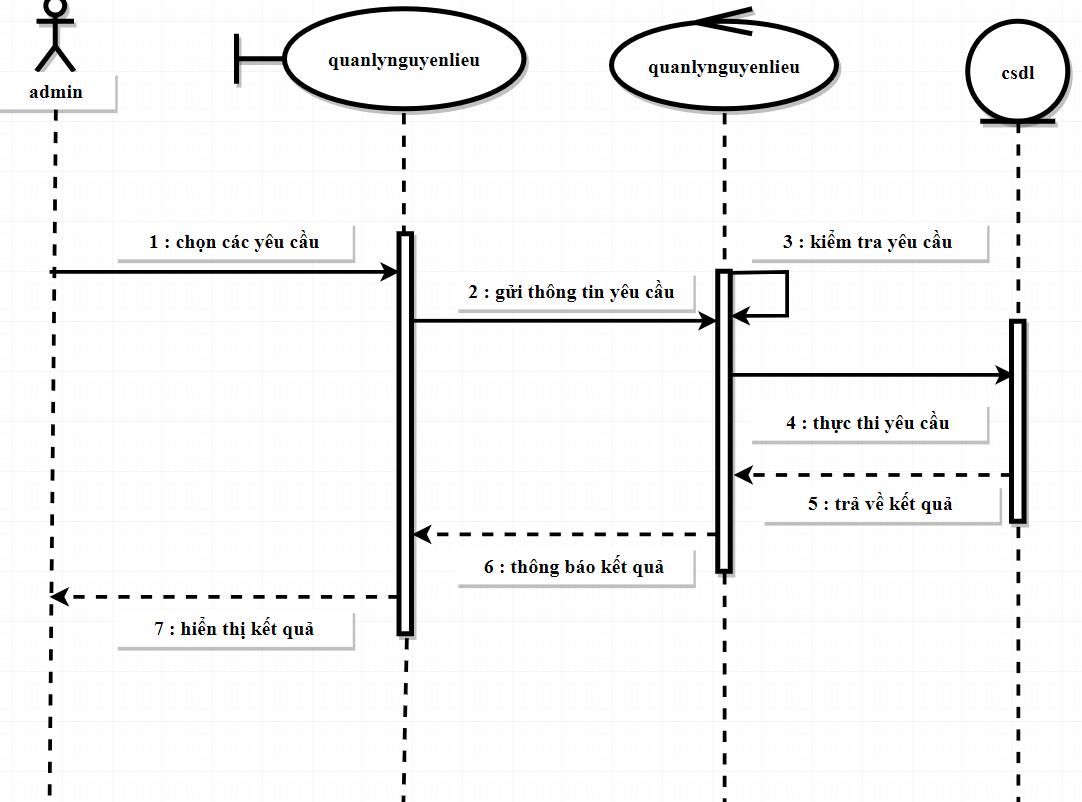 admin
quanlynguyenlieu
quanlynguyenlieu
csdl
1 : chọn các yêu cầu
3 : kiểm tra yêu cầu
2 : gửi thông tin yêu cầu
4 : thực thi yêu cầu
5 : trả về kết quả
6 : thông báo kết quả
7 : hiển thị kết quả